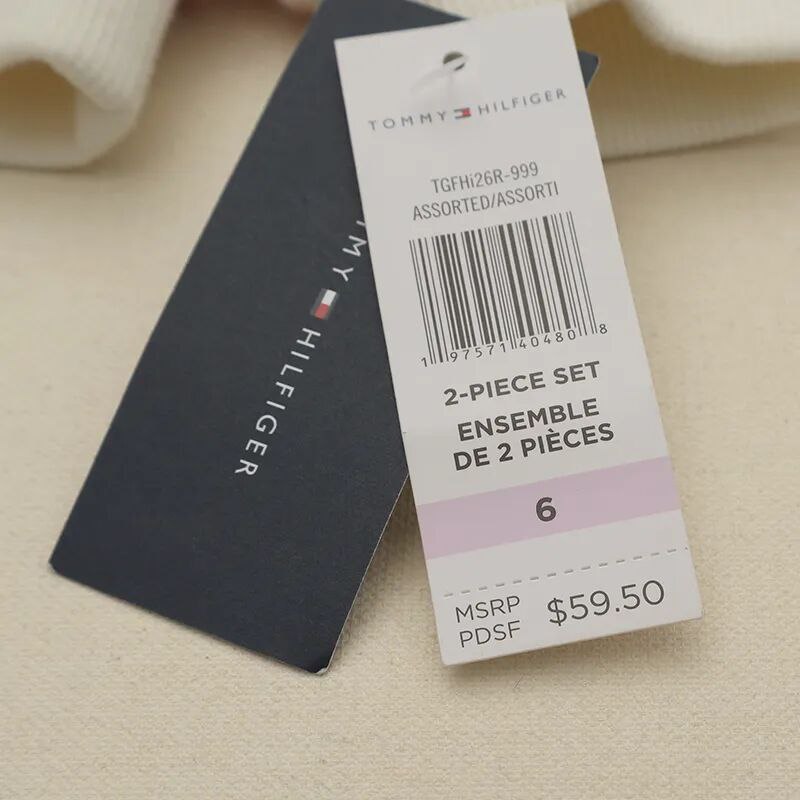 TOMMY HILFIGER
TGFHi26R-999
ASSORTED/ASSORTI
1 97571 40480 8
2-PIECE SET
ENSEMBLE
DE 2 PIÈCES
6
MSRP $59.50
PDSF
MY HILFIGER